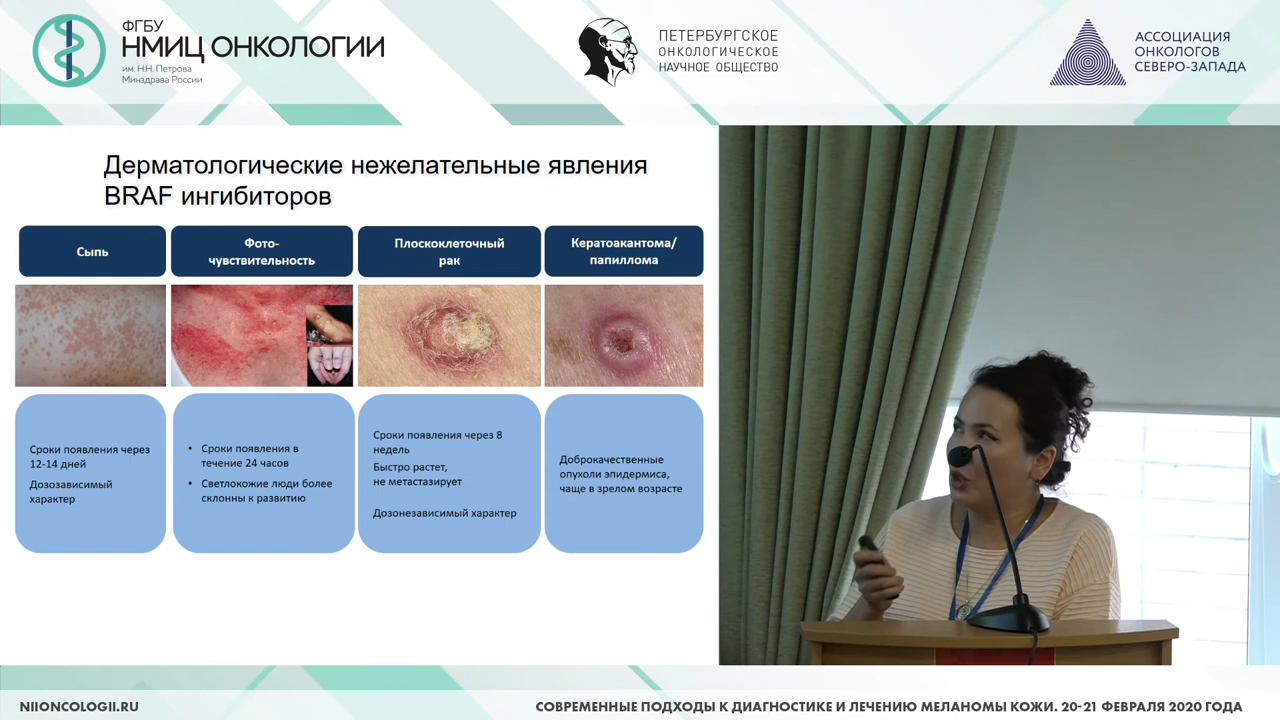 ФГБУ
НМИЦ ОНКОЛОГИИ
им. Н.Н. Петрова
Минздрава России
ПЕТЕРБУРГСКОЕ
ОНКОЛОГИЧЕСКОЕ
НАУЧНОЕ ОБЩЕСТВО
АССОЦИАЦИЯ
ОНКОЛОГОВ
СЕВЕРО-ЗАПАДА
Дерматологические нежелательные явления
BRAF ингибиторов
Сыпь
Фото-
чувствительность
Плоскоклеточный
рак
Кератоакантома/
папиллома
Сроки появления через
12-14 дней
Дозозависимый
характер
• Сроки появления в
течение 24 часов
• Светлокожие люди более
склонны к развитию
Сроки появления через 8
недель
Быстро растет,
не метастазирует
Дозонезависимый характер
Доброкачественные
опухоли эпидермиса,
чаще в зрелом возрасте
NIIONCOLOGII.RU
СОВРЕМЕННЫЕ ПОДХОДЫ К ДИАГНОСТИКЕ И ЛЕЧЕНИЮ МЕЛАНОМЫ КОЖИ. 20-21 ФЕВРАЛЯ 2020 ГОДА